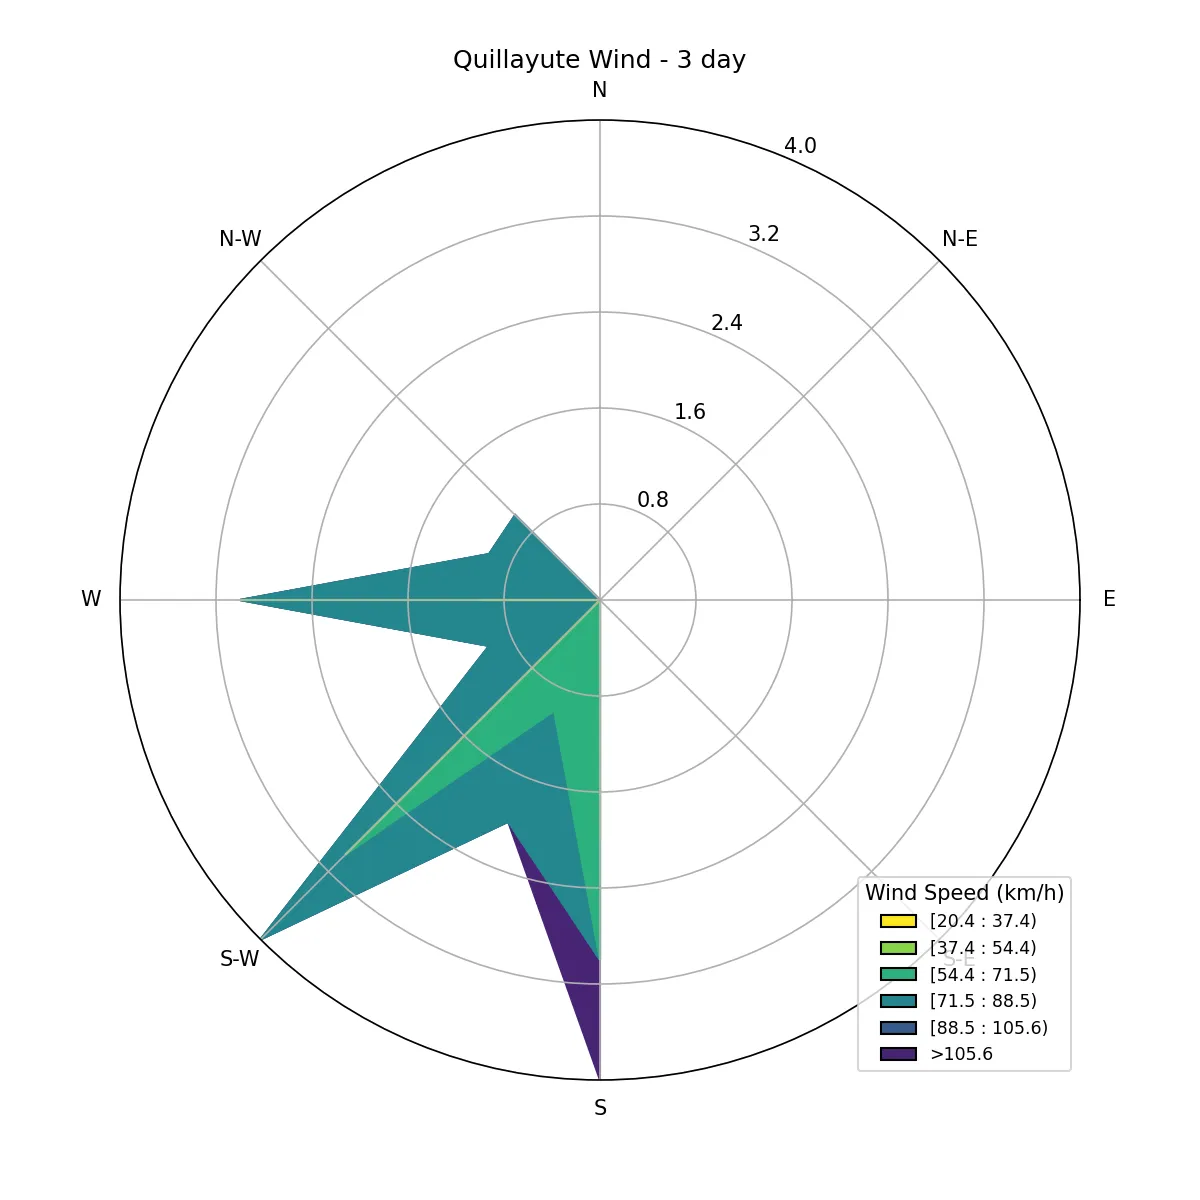 Quillayute Wind - 3 day
N
4.0
N-W
3.2
N-E
2.4
1.6
0.8
W
E
Wind Speed (km/h)
[20.4 : 37.4)
[37.4 : 54.4)
S-W
S-E
[54.4 : 71.5)
[71.5 : 88.5)
[88.5 : 105.6)
>105.6
S